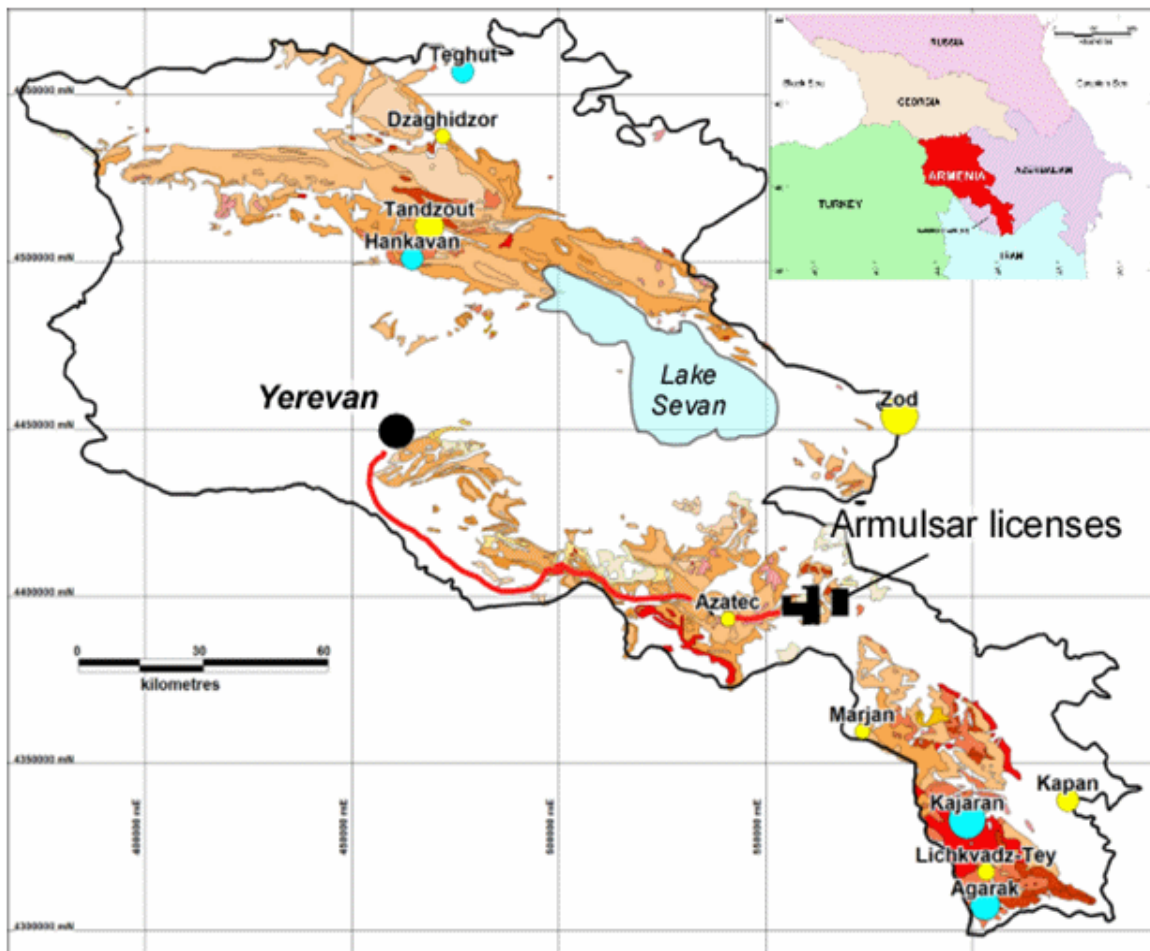 Teghut
4550000 mN
Dzaghidzor
Tandzout
Hankavan
4500000 mN
Lake
Sevan
Yerevan
Zod
4450000 mN
Armulsar licenses
4400000 mN
Azatec
0 30 60
kilometres
Marjan
4350000 mN
Kapan
Kajaran
400000 mE
450000 mE
500000 mE
550000 mE
Lichkvadz-Tey
Agarak
4300000 mN
RUSSIA
Black Sea
Caspian Sea
GEORGIA
ARMENIA
AZERBAIJAN
TURKEY
IRAN